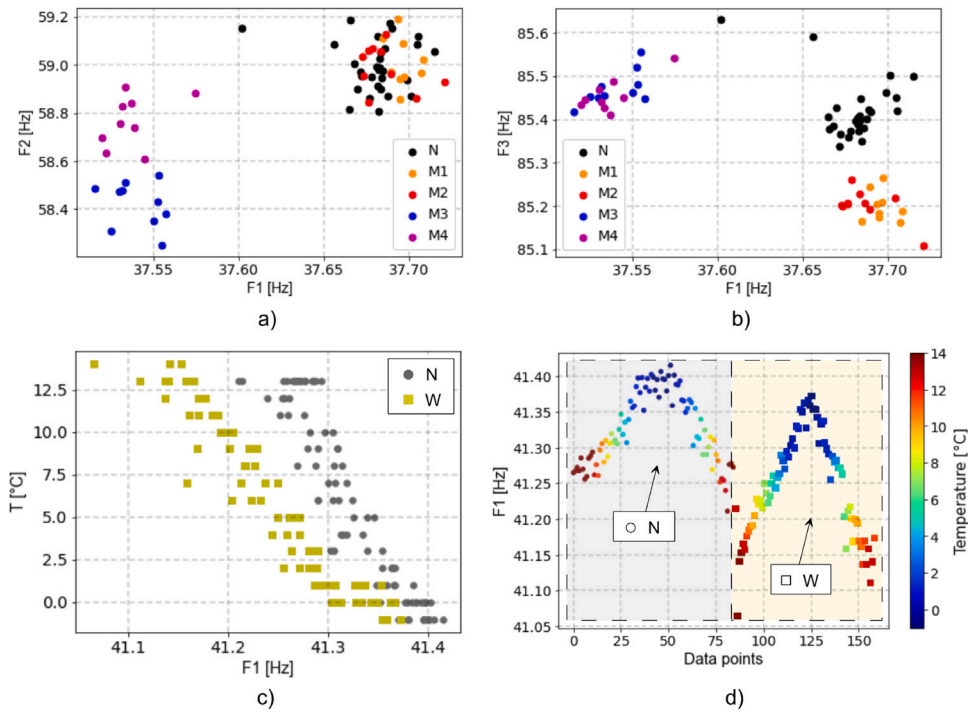 59.2
59.0
58.8
58.6
58.4
F2 [Hz]
N
M1
M2
M3
M4
37.55 37.60 37.65 37.70
F1 [Hz]
a)
85.6
85.5
85.4
85.3
85.2
85.1
F3 [Hz]
N
M1
M2
M3
M4
37.55 37.60 37.65 37.70
F1 [Hz]
b)
12.5
10.0
7.5
5.0
2.5
0.0
T [°C]
N
W
41.1 41.2 41.3 41.4
F1 [Hz]
c)
41.40
41.35
41.30
41.25
41.20
41.15
41.10
41.05
F1 [Hz]
N
W
0 25 50 75 100 125 150
Data points
14
12
10
8
6
4
2
0
Temperature [°C]
d)